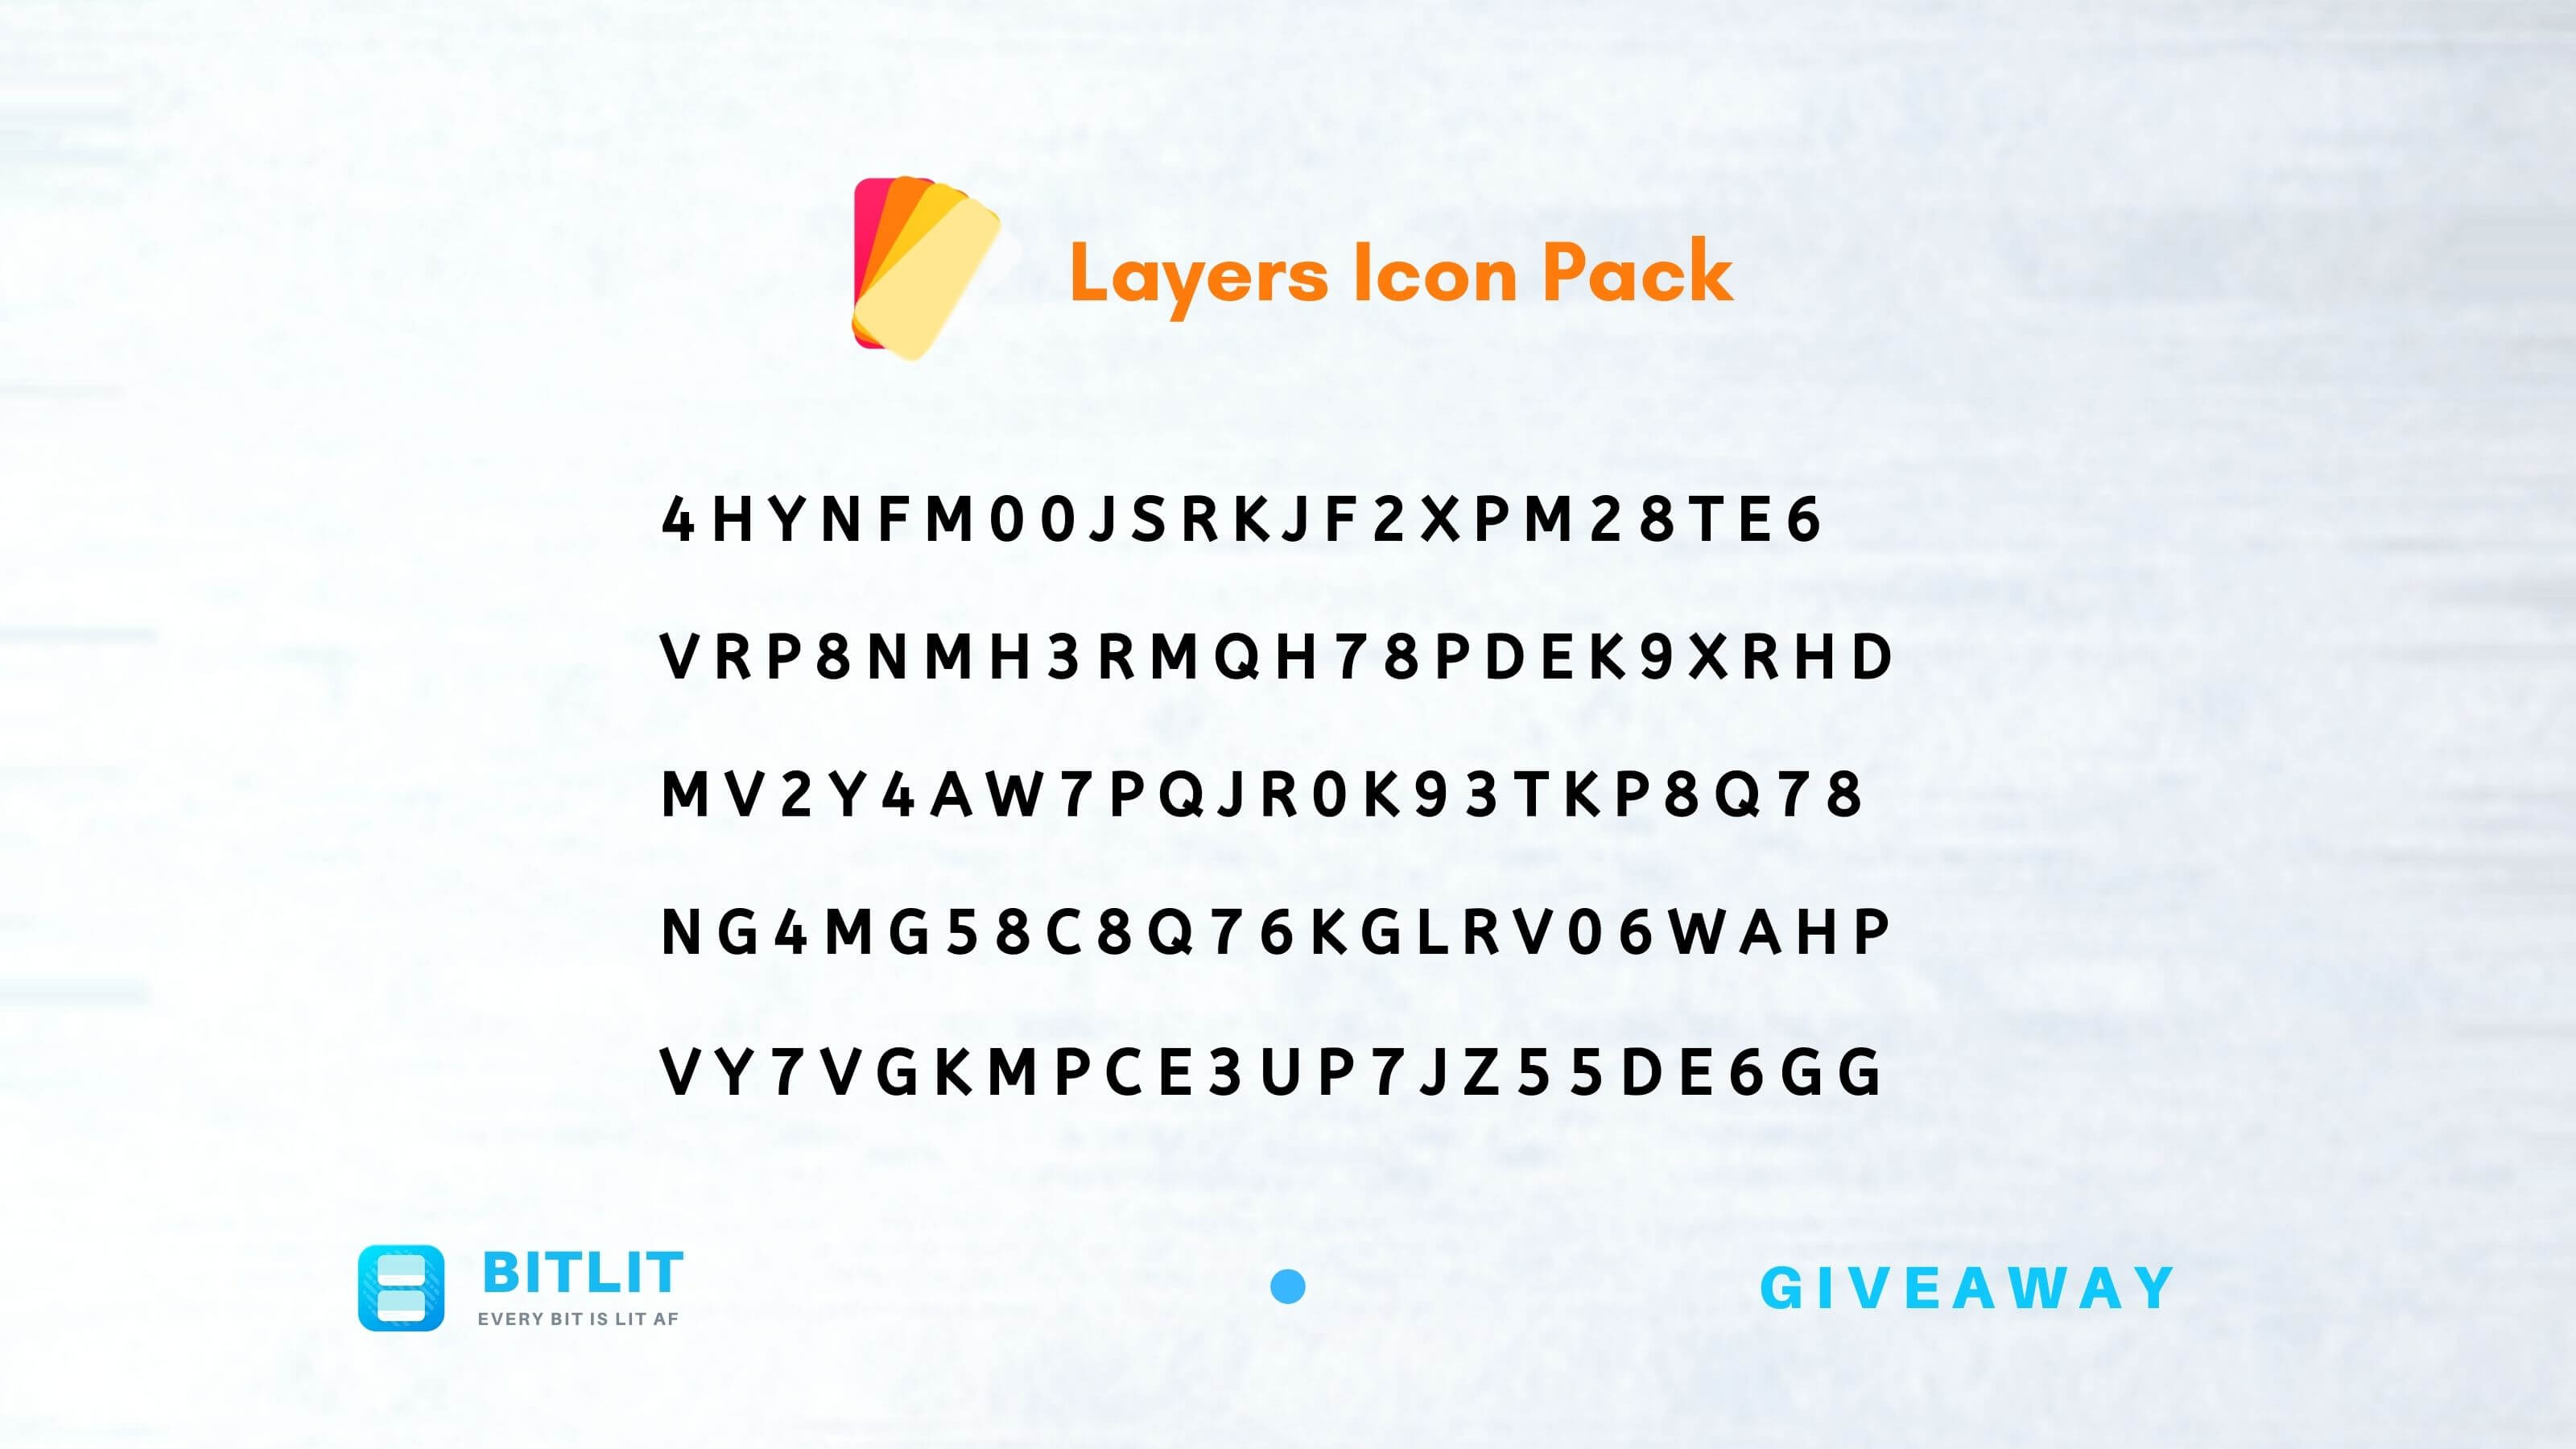 Layers Icon Pack
4HYNFM00JSRKJF2XPM28TE6
VRP8NMH3RMQH78PDEK9XRHD
MV2Y4AW7PQJR0K93TKP8Q78
NG4MG58C8Q76KGLRV06WAHP
VY7VGKMPCE3UP7JZ55DE6GG
BITLIT
EVERY BIT IS LIT AF
GIVEAWAY